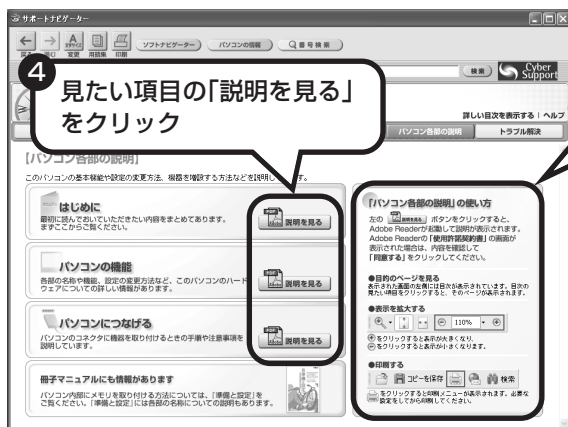 サポートナビゲーター
戻る 進む 文字サイズ 変更 用語集 印刷 ソフトナビゲーター パソコンの情報 番号検索
検索 Cyber Support
4
見たい項目の「説明を見る」
をクリック
詳しい目次を表示する | ヘルプ
パソコン各部の説明 トラブル解決
[パソコン各部の説明]
このパソコンの基本機能や設定の変更方法、機器を増設する方法などを説明します。
はじめに
最初に読んでおいていただきたい内容をまとめてあります。
まずここからご覧ください。
説明を見る
パソコンの機能
各部の名称や機能、設定の変更方法など、このパソコンのハード
ウェアについての詳しい情報があります。
説明を見る
パソコンにつなげる
パソコンのコネクタに機器を取り付けるときの手順や注意事項を
説明しています。
説明を見る
冊子マニュアルにも情報があります
パソコン内部にメモリを取り付ける方法については、『準備と設定』を
ご覧ください。『準備と設定』には各部の名称についての説明もあります。
「パソコン各部の説明」の使い方
左の 説明を見る ボタンをクリックすると、
Adobe Readerが起動して説明が表示されます。
Adobe Readerの「使用許諾契約書」の画面が
表示された場合は、内容を確認して
「同意する」をクリックしてください。
●目的のページを見る
表示された画面の左側には目次が表示されています。目次の
見たい項目をクリックすると、そのページが表示されます。
●表示を拡大する
110%
をクリックすると表示が大きくなり、
をクリックすると表示が小さくなります。
●印刷する
コピーを保存 検索
をクリックすると印刷メニューが表示されます。必要な
設定をしてから印刷してください。